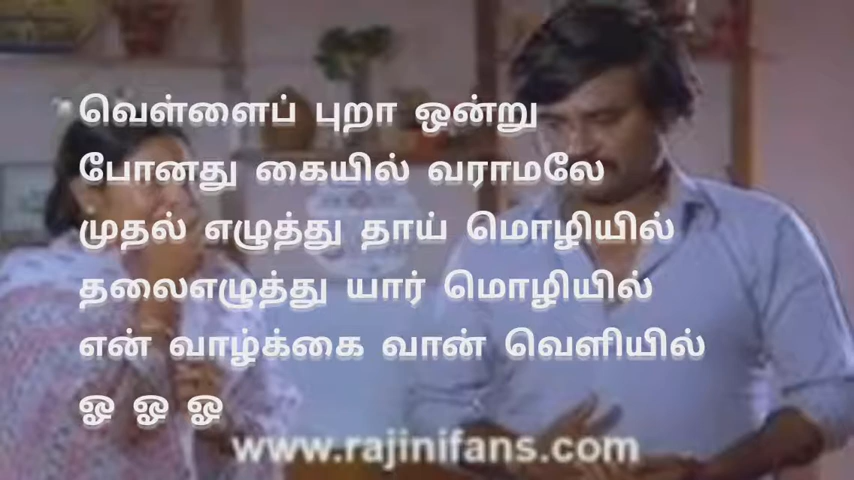 வெள்ளைப் புறா ஒன்று
போனது கையில் வராமலே
முதல் எழுத்து தாய் மொழியில்
தலைஎழுத்து யார் மொழியில்
என் வாழ்க்கை வான் வெளியில்
ஓ ஓ ஓ
www.rajinifans.com